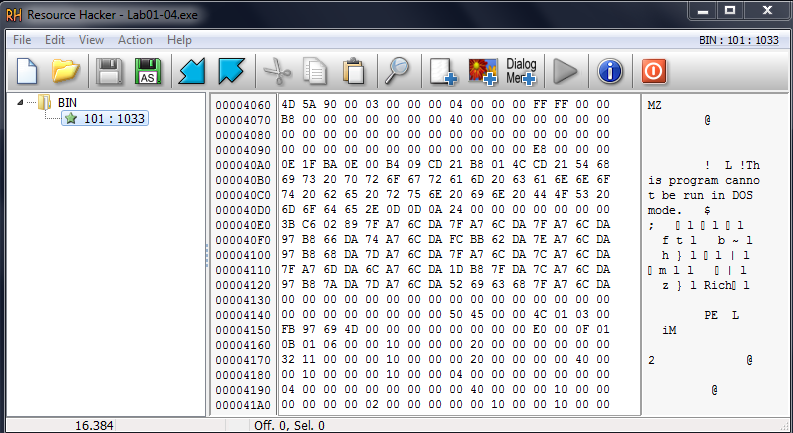 Resource Hacker - Lab01-04.exe
File Edit View Action Help BIN : 101 : 1033
AS Dialog Menu
BIN
101 : 1033
00004060 4D 5A 90 00 03 00 00 00 04 00 00 00 FF FF 00 00 MZ
00004070 B8 00 00 00 00 00 00 00 40 00 00 00 00 00 00 00 @
00004080 00 00 00 00 00 00 00 00 00 00 00 00 00 00 00 00
00004090 00 00 00 00 00 00 00 00 00 00 00 00 E8 00 00 00
000040A0 0E 1F BA 0E 00 B4 09 CD 21 B8 01 4C CD 21 54 68 ! L !Th
000040B0 69 73 20 70 72 6F 67 72 61 6D 20 63 61 6E 6E 6F is program canno
000040C0 74 20 62 65 20 72 75 6E 20 69 6E 20 44 4F 53 20 t be run in DOS
000040D0 6D 6F 64 65 2E 0D 0D 0A 24 00 00 00 00 00 00 00 mode. $
000040E0 3B C6 02 89 7F A7 6C DA 7F A7 6C DA 7F A7 6C DA ; l l l
000040F0 97 B8 66 DA 74 A7 6C DA FC BB 62 DA 7E A7 6C DA f t l b ~ l
00004100 97 B8 68 DA 7D A7 6C DA 7F A7 6C DA 7C A7 6C DA h } l l | l
00004110 7F A7 6D DA 6C A7 6C DA 1D B8 7F DA 7C A7 6C DA m l l | l
00004120 97 B8 7A DA 7D A7 6C DA 52 69 63 68 7F A7 6C DA z } l Rich l
00004130 00 00 00 00 00 00 00 00 00 00 00 00 00 00 00 00
00004140 00 00 00 00 00 00 00 00 50 45 00 00 4C 01 03 00 PE L
00004150 FB 97 69 4D 00 00 00 00 00 00 00 00 E0 00 0F 01 iM
00004160 0B 01 06 00 00 10 00 00 00 20 00 00 00 00 00 00
00004170 32 11 00 00 00 10 00 00 00 20 00 00 00 00 40 00 2 @
00004180 00 10 00 00 00 10 00 00 04 00 00 00 00 00 00 00
00004190 04 00 00 00 00 00 00 00 00 40 00 00 00 10 00 00 @
000041A0 00 00 00 00 02 00 00 00 00 00 10 00 00 10 00 00
16.384 Off. 0, Sel. 0